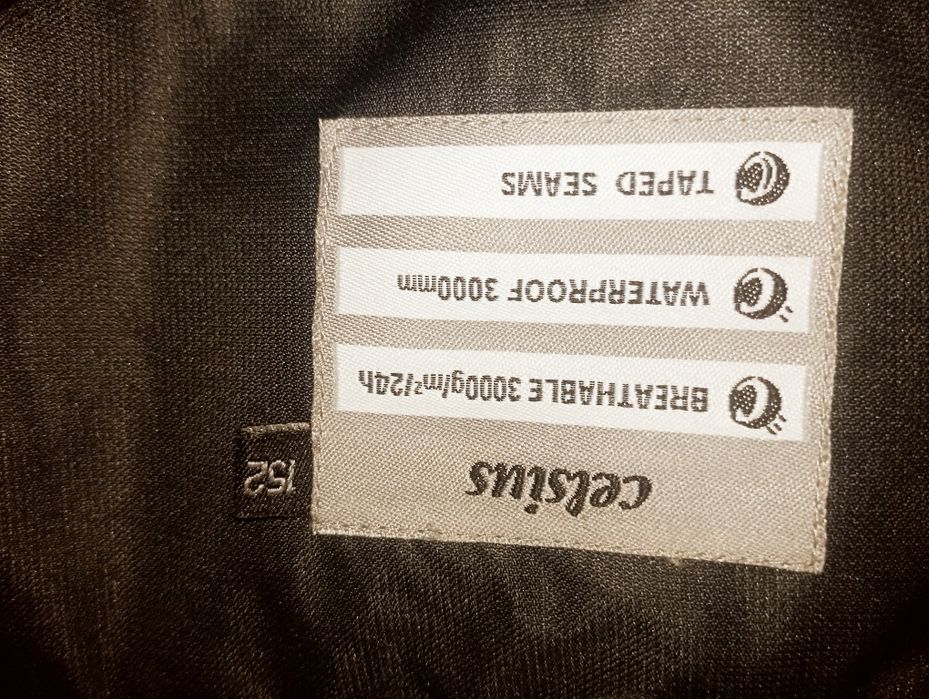 celsius
BREATHABLE 3000g/m²/24h
WATERPROOF 3000mm
TAPED SEAMS
152